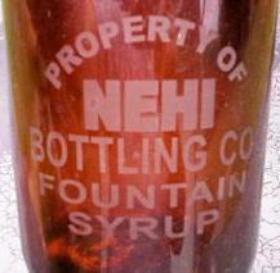 PROPERTY OF
NEHI
BOTTLING CO
FOUNTAIN
SYRUP